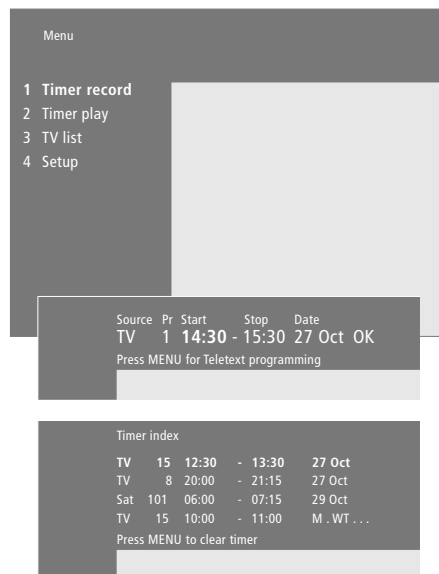 Menu
1 Timer record
2 Timer play
3 TV list
4 Setup
Source Pr Start Stop Date
TV 1 14:30 - 15:30 27 Oct OK
Press MENU for Teletext programming
Timer index
TV 15 12:30 - 13:30 27 Oct
TV 8 20:00 - 21:15 27 Oct
Sat 101 06:00 - 07:15 29 Oct
TV 15 10:00 - 11:00 M . WT . . .
Press MENU to clear timer